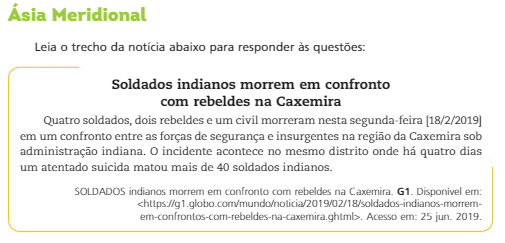 Ásia Meridional
Leia o trecho da notícia abaixo para responder às questões:
Soldados indianos morrem em confronto
com rebeldes na Caxemira
Quatro soldados, dois rebeldes e um civil morreram nesta segunda-feira [18/2/2019]
em um confronto entre as forças de segurança e insurgentes na região da Caxemira sob
administração indiana. O incidente acontece no mesmo distrito onde há quatro dias
um atentado suicida matou mais de 40 soldados indianos.
SOLDADOS indianos morrem em confronto com rebeldes na Caxemira. G1. Disponível em:
<https://g1.globo.com/mundo/noticia/2019/02/18/soldados-indianos-morrem-
em-confrontos-com-rebeldes-na-caxemira.ghtml>. Acesso em: 25 jun. 2019.